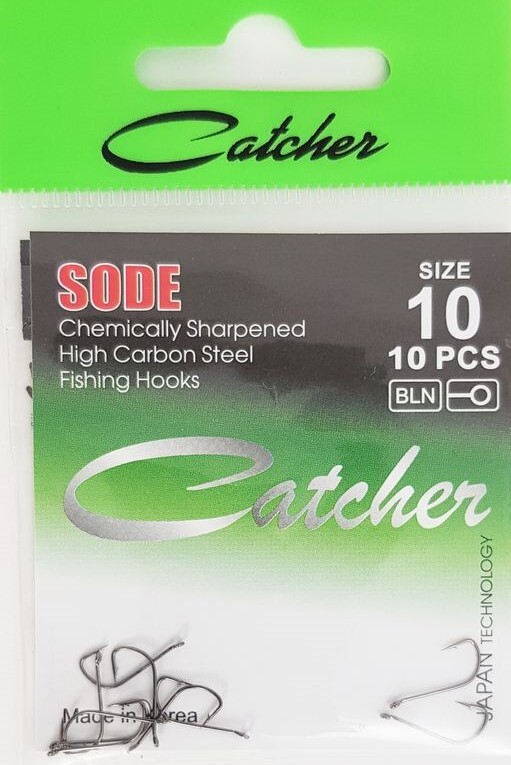 Catcher
SODE
Chemically Sharpened
High Carbon Steel
Fishing Hooks
SIZE
10
10 PCS
BLN
Catcher
JAPAN TECHNOLOGY
Made in Korea